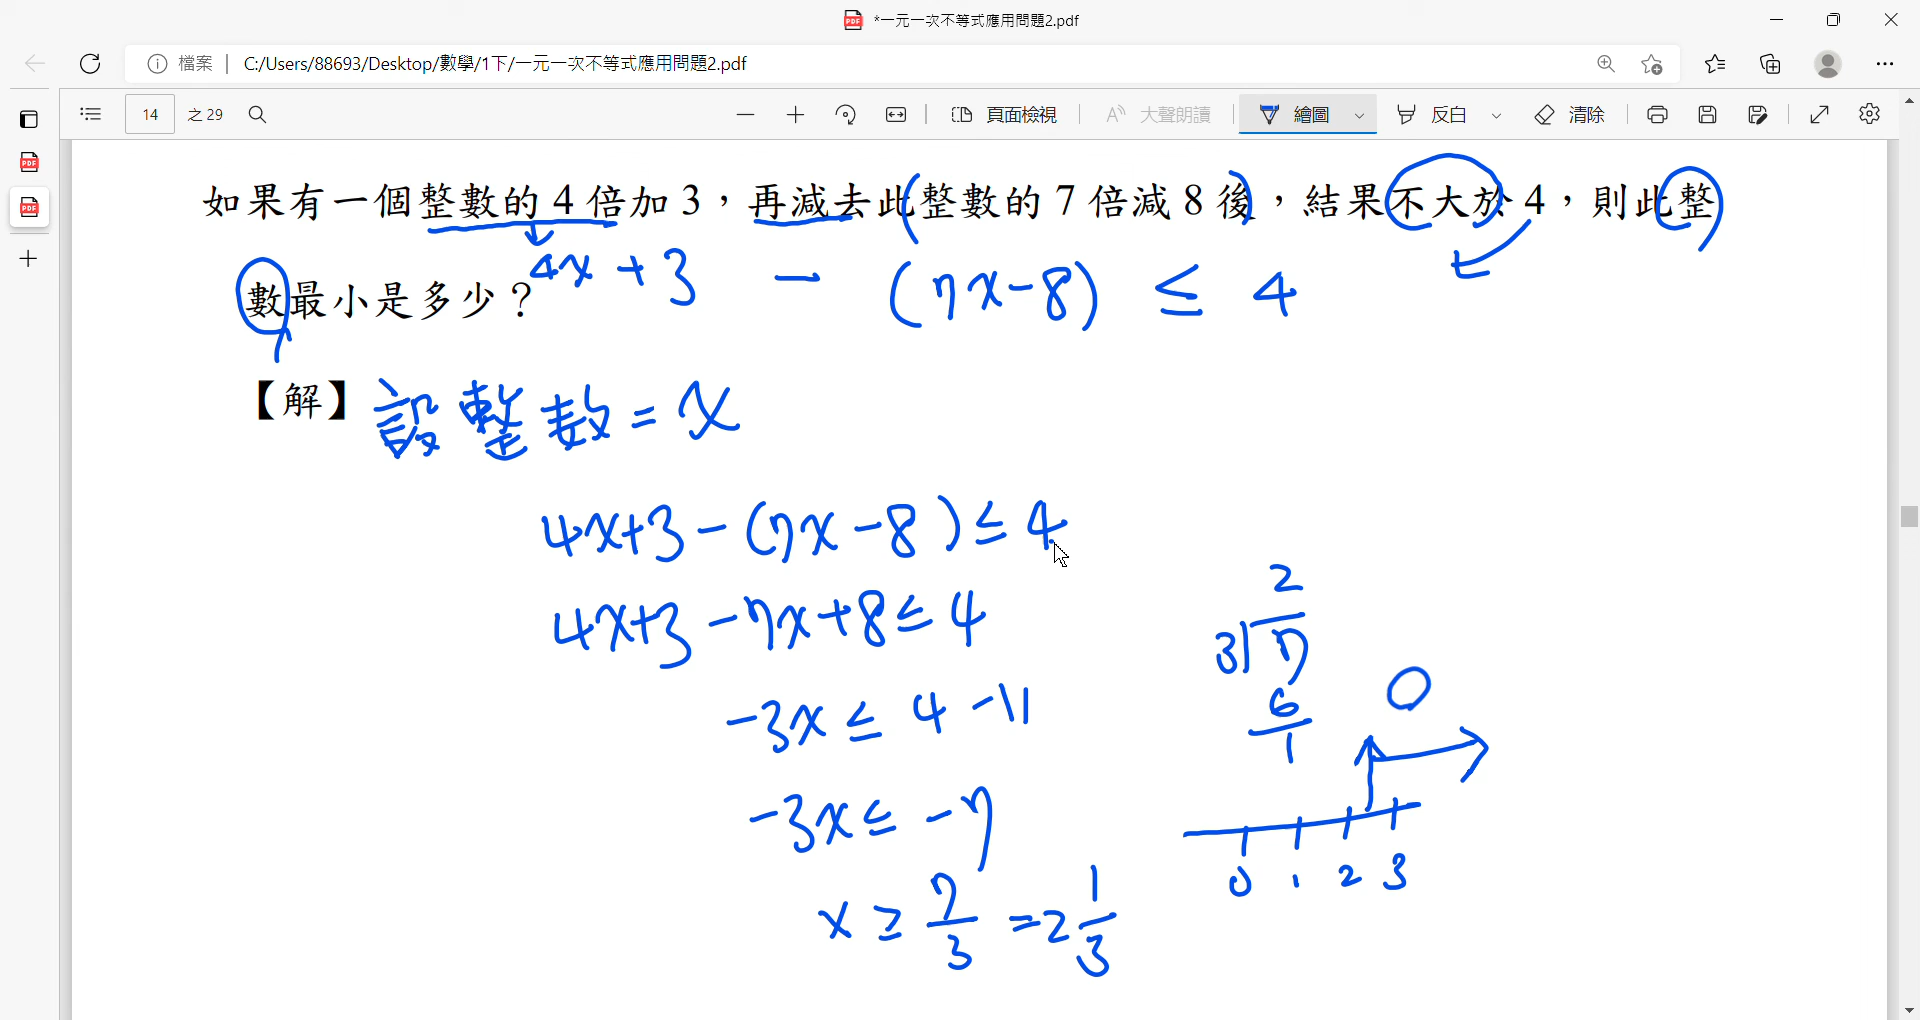 *一元一次不等式應用問題2.pdf
檔案 C:/Users/88693/Desktop/數學/1下/一元一次不等式應用問題2.pdf
14 之 29 頁面檢視 大聲朗讀 繪圖 反白 清除
如果有一個整數的 4 倍加 3，再減去此整數的 7 倍減 8 後，結果不大於 4，則此整
數最小是多少？
4x + 3 - (7x-8) ≤ 4
【解】 設整數 = x
4x+3-(7x-8)≤4
4x+3-7x+8≤4
-3x ≤ 4-11
-3x ≤ -7
x ≥ 7/3 = 2 1/3
2
3) 7
6
1
0 1 2 3